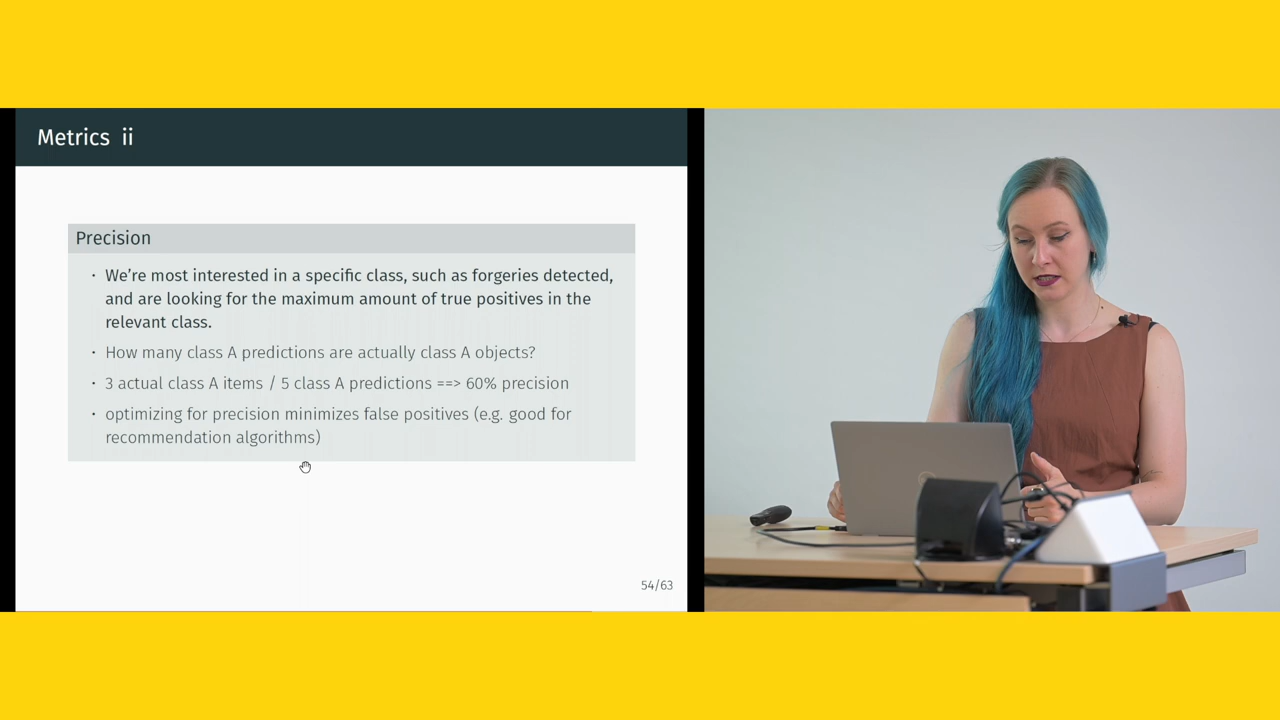 Metrics ii
Precision
· We're most interested in a specific class, such as forgeries detected,
and are looking for the maximum amount of true positives in the
relevant class.
· How many class A predictions are actually class A objects?
· 3 actual class A items / 5 class A predictions ==> 60% precision
· optimizing for precision minimizes false positives (e.g. good for
recommendation algorithms)
54/63